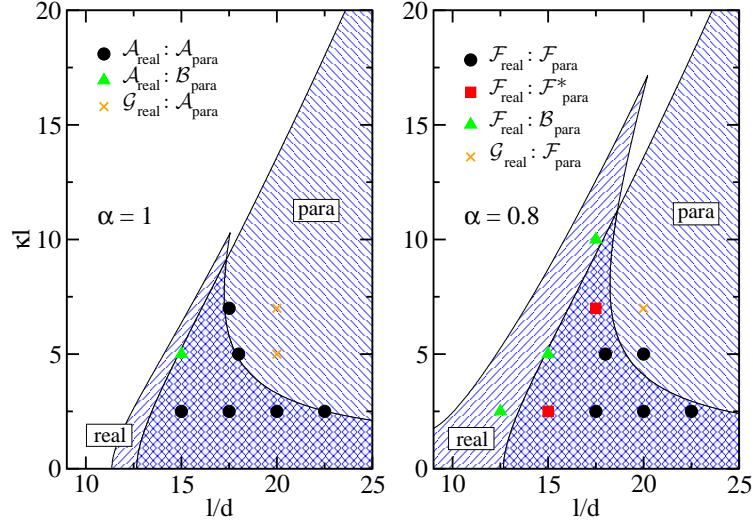 20
15
10
5
0
κl
𝒜real : 𝒜para
𝒜real : ℬpara
𝒢real : 𝒜para
α = 1
para
real
10
15
20
25
l/d
20
15
10
5
0
ℱreal : ℱpara
ℱreal : ℱ*para
ℱreal : ℬpara
𝒢real : ℱpara
α = 0.8
para
real
10
15
20
25
l/d